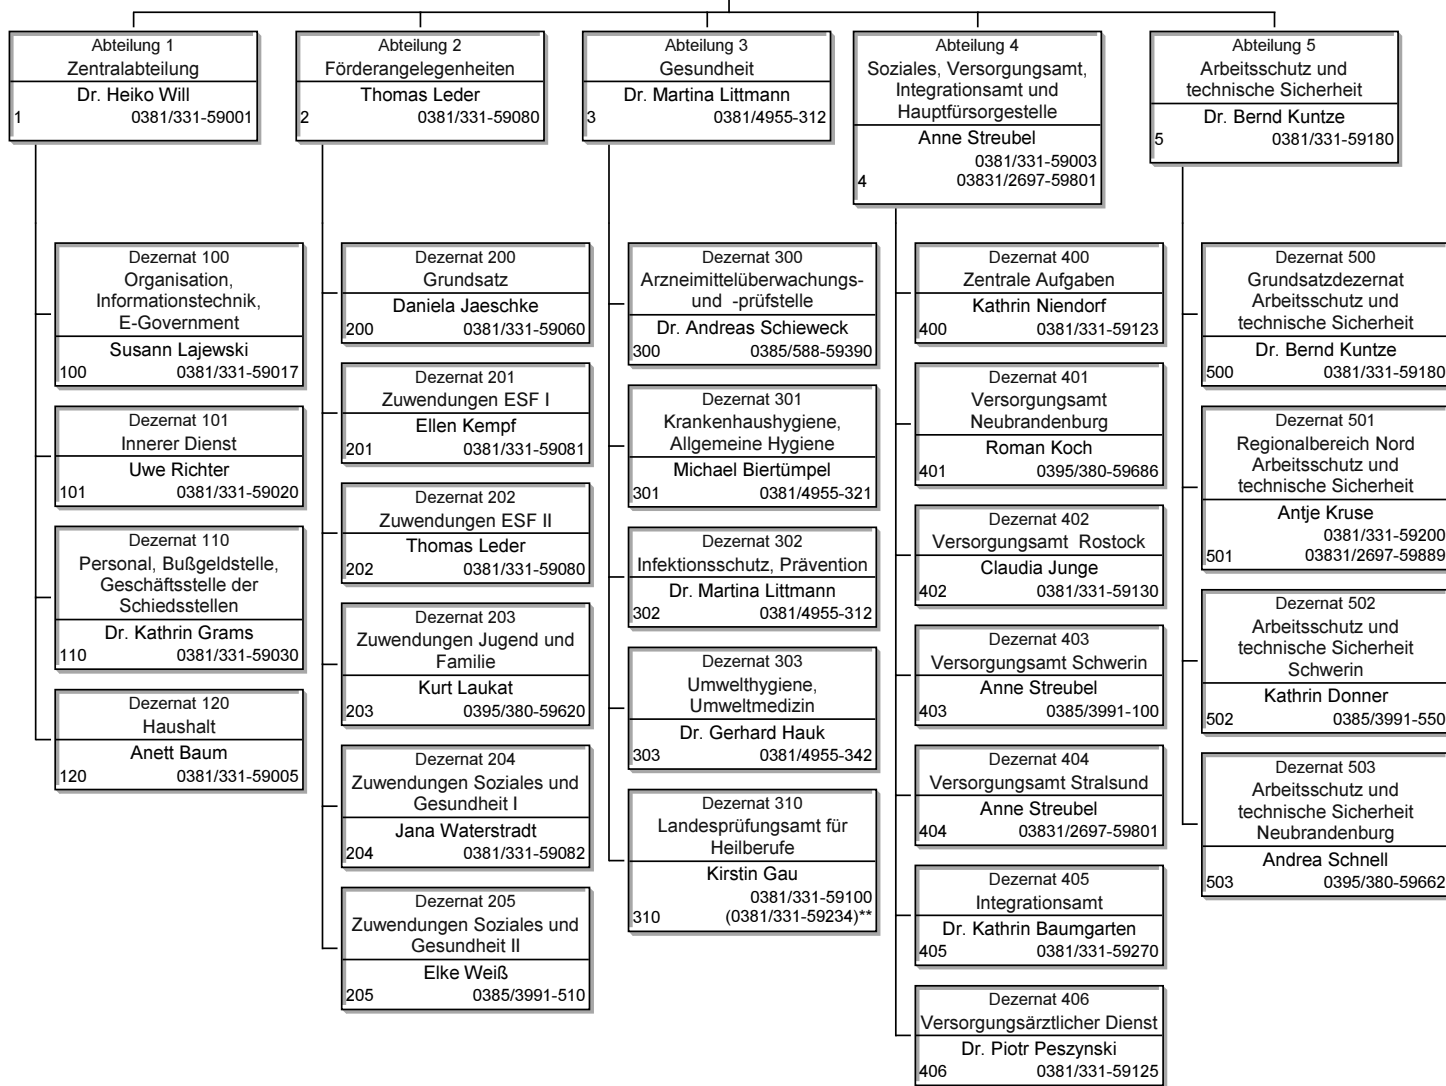 Abteilung 1
Zentralabteilung
Dr. Heiko Will
1 0381/331-59001
Abteilung 2
Förderangelegenheiten
Thomas Leder
2 0381/331-59080
Abteilung 3
Gesundheit
Dr. Martina Littmann
3 0381/4955-312
Abteilung 4
Soziales, Versorgungsamt,
Integrationsamt und
Hauptfürsorgestelle
Anne Streubel
0381/331-59003
4 03831/2697-59801
Abteilung 5
Arbeitsschutz und
technische Sicherheit
Dr. Bernd Kuntze
5 0381/331-59180
Dezernat 100
Organisation,
Informationstechnik,
E-Government
Susann Lajewski
100 0381/331-59017
Dezernat 101
Innerer Dienst
Uwe Richter
101 0381/331-59020
Dezernat 110
Personal, Bußgeldstelle,
Geschäftsstelle der
Schiedsstellen
Dr. Kathrin Grams
110 0381/331-59030
Dezernat 120
Haushalt
Anett Baum
120 0381/331-59005
Dezernat 200
Grundsatz
Daniela Jaeschke
200 0381/331-59060
Dezernat 201
Zuwendungen ESF I
Ellen Kempf
201 0381/331-59081
Dezernat 202
Zuwendungen ESF II
Thomas Leder
202 0381/331-59080
Dezernat 203
Zuwendungen Jugend und
Familie
Kurt Laukat
203 0395/380-59620
Dezernat 204
Zuwendungen Soziales und
Gesundheit I
Jana Waterstradt
204 0381/331-59082
Dezernat 205
Zuwendungen Soziales und
Gesundheit II
Elke Weiß
205 0385/3991-510
Dezernat 300
Arzneimittelüberwachungs-
und -prüfstelle
Dr. Andreas Schieweck
300 0385/588-59390
Dezernat 301
Krankenhaushygiene,
Allgemeine Hygiene
Michael Biertümpel
301 0381/4955-321
Dezernat 302
Infektionsschutz, Prävention
Dr. Martina Littmann
302 0381/4955-312
Dezernat 303
Umwelthygiene,
Umweltmedizin
Dr. Gerhard Hauk
303 0381/4955-342
Dezernat 310
Landesprüfungsamt für
Heilberufe
Kirstin Gau
0381/331-59100
310 (0381/331-59234)**
Dezernat 400
Zentrale Aufgaben
Kathrin Niendorf
400 0381/331-59123
Dezernat 401
Versorgungsamt
Neubrandenburg
Roman Koch
401 0395/380-59686
Dezernat 402
Versorgungsamt Rostock
Claudia Junge
402 0381/331-59130
Dezernat 403
Versorgungsamt Schwerin
Anne Streubel
403 0385/3991-100
Dezernat 404
Versorgungsamt Stralsund
Anne Streubel
404 03831/2697-59801
Dezernat 405
Integrationsamt
Dr. Kathrin Baumgarten
405 0381/331-59270
Dezernat 406
Versorgungsärztlicher Dienst
Dr. Piotr Peszynski
406 0381/331-59125
Dezernat 500
Grundsatzdezernat
Arbeitsschutz und
technische Sicherheit
Dr. Bernd Kuntze
500 0381/331-59180
Dezernat 501
Regionalbereich Nord
Arbeitsschutz und
technische Sicherheit
Antje Kruse
0381/331-59200
501 03831/2697-59889
Dezernat 502
Arbeitsschutz und
technische Sicherheit
Schwerin
Kathrin Donner
502 0385/3991-550
Dezernat 503
Arbeitsschutz und
technische Sicherheit
Neubrandenburg
Andrea Schnell
503 0395/380-59662